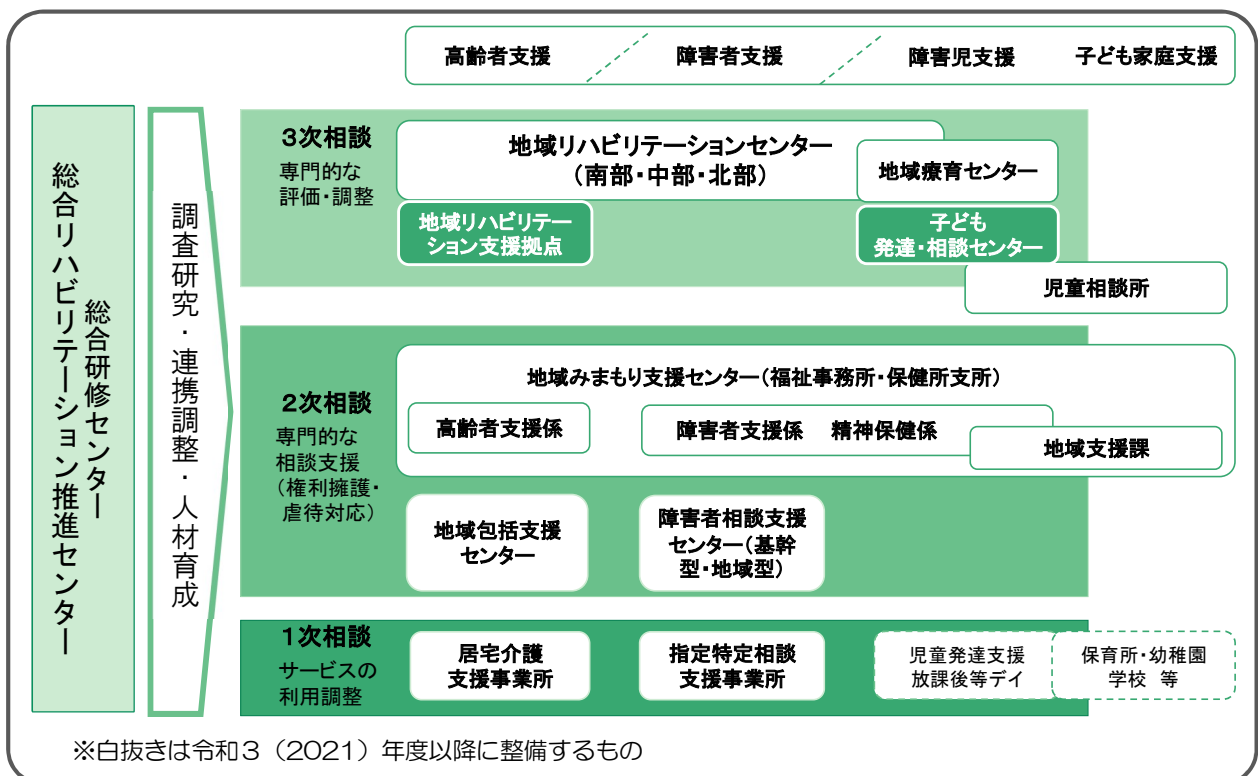 高齢者支援
障害者支援
障害児支援
子ども家庭支援
総合リハビリテーション推進センター
総合研修センター
調査研究・連携調整・人材育成
3次相談
専門的な
評価・調整
地域リハビリテーションセンター
(南部・中部・北部)
地域療育センター
地域リハビリテー
ション支援拠点
子ども
発達・相談センター
児童相談所
2次相談
専門的な
相談支援
(権利擁護・
虐待対応)
地域みまもり支援センター(福祉事務所・保健所支所)
高齢者支援係
障害者支援係 精神保健係
地域支援課
地域包括支援
センター
障害者相談支援
センター(基幹
型・地域型)
1次相談
サービスの
利用調整
居宅介護
支援事業所
指定特定相談
支援事業所
児童発達支援
放課後等デイ
保育所・幼稚園
学校 等
※白抜きは令和3(2021)年度以降に整備するもの